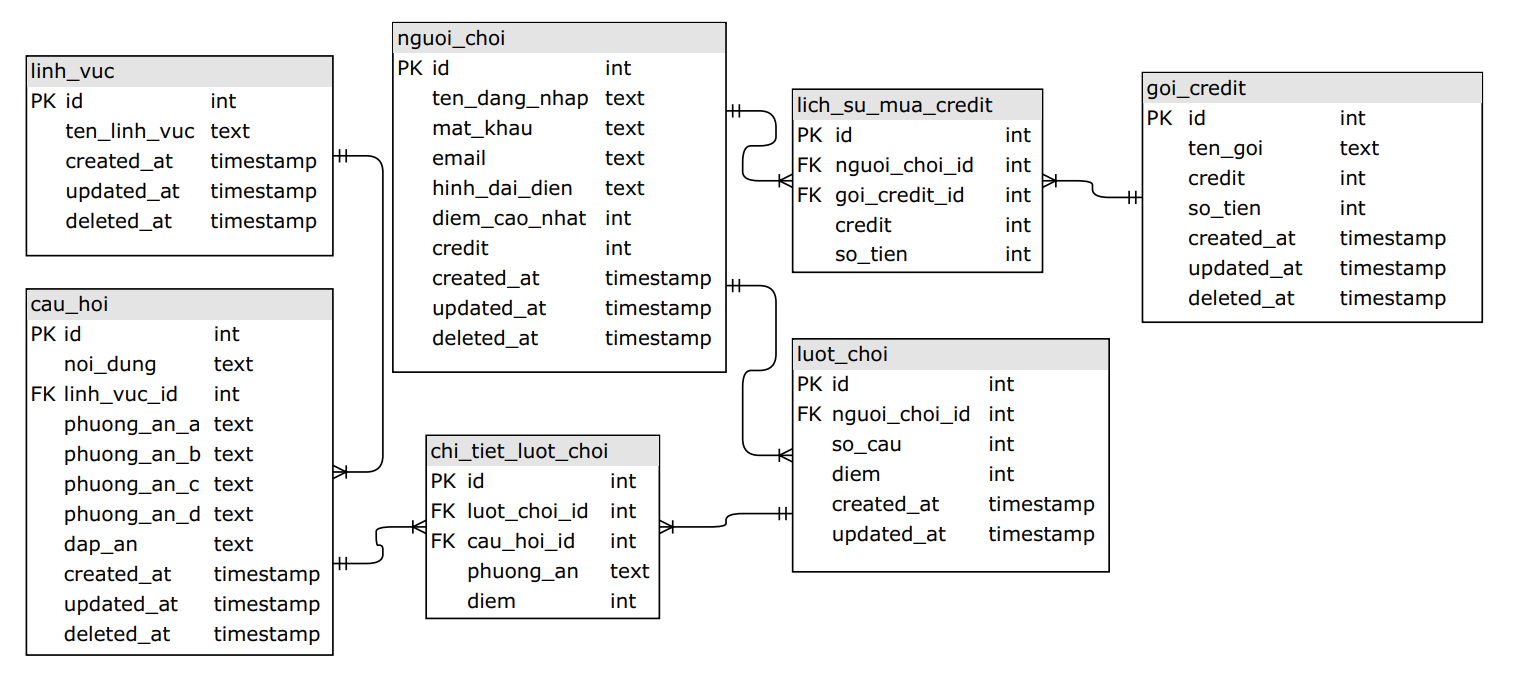 linh_vuc
PK id int
ten_linh_vuc text
created_at timestamp
updated_at timestamp
deleted_at timestamp
cau_hoi
PK id int
noi_dung text
FK linh_vuc_id int
phuong_an_a text
phuong_an_b text
phuong_an_c text
phuong_an_d text
dap_an text
created_at timestamp
updated_at timestamp
deleted_at timestamp
nguoi_choi
PK id int
ten_dang_nhap text
mat_khau text
email text
hinh_dai_dien text
diem_cao_nhat int
credit int
created_at timestamp
updated_at timestamp
deleted_at timestamp
chi_tiet_luot_choi
PK id int
FK luot_choi_id int
FK cau_hoi_id int
phuong_an text
diem int
lich_su_mua_credit
PK id int
FK nguoi_choi_id int
FK goi_credit_id int
credit int
so_tien int
luot_choi
PK id int
FK nguoi_choi_id int
so_cau int
diem int
created_at timestamp
updated_at timestamp
goi_credit
PK id int
ten_goi text
credit int
so_tien int
created_at timestamp
updated_at timestamp
deleted_at timestamp